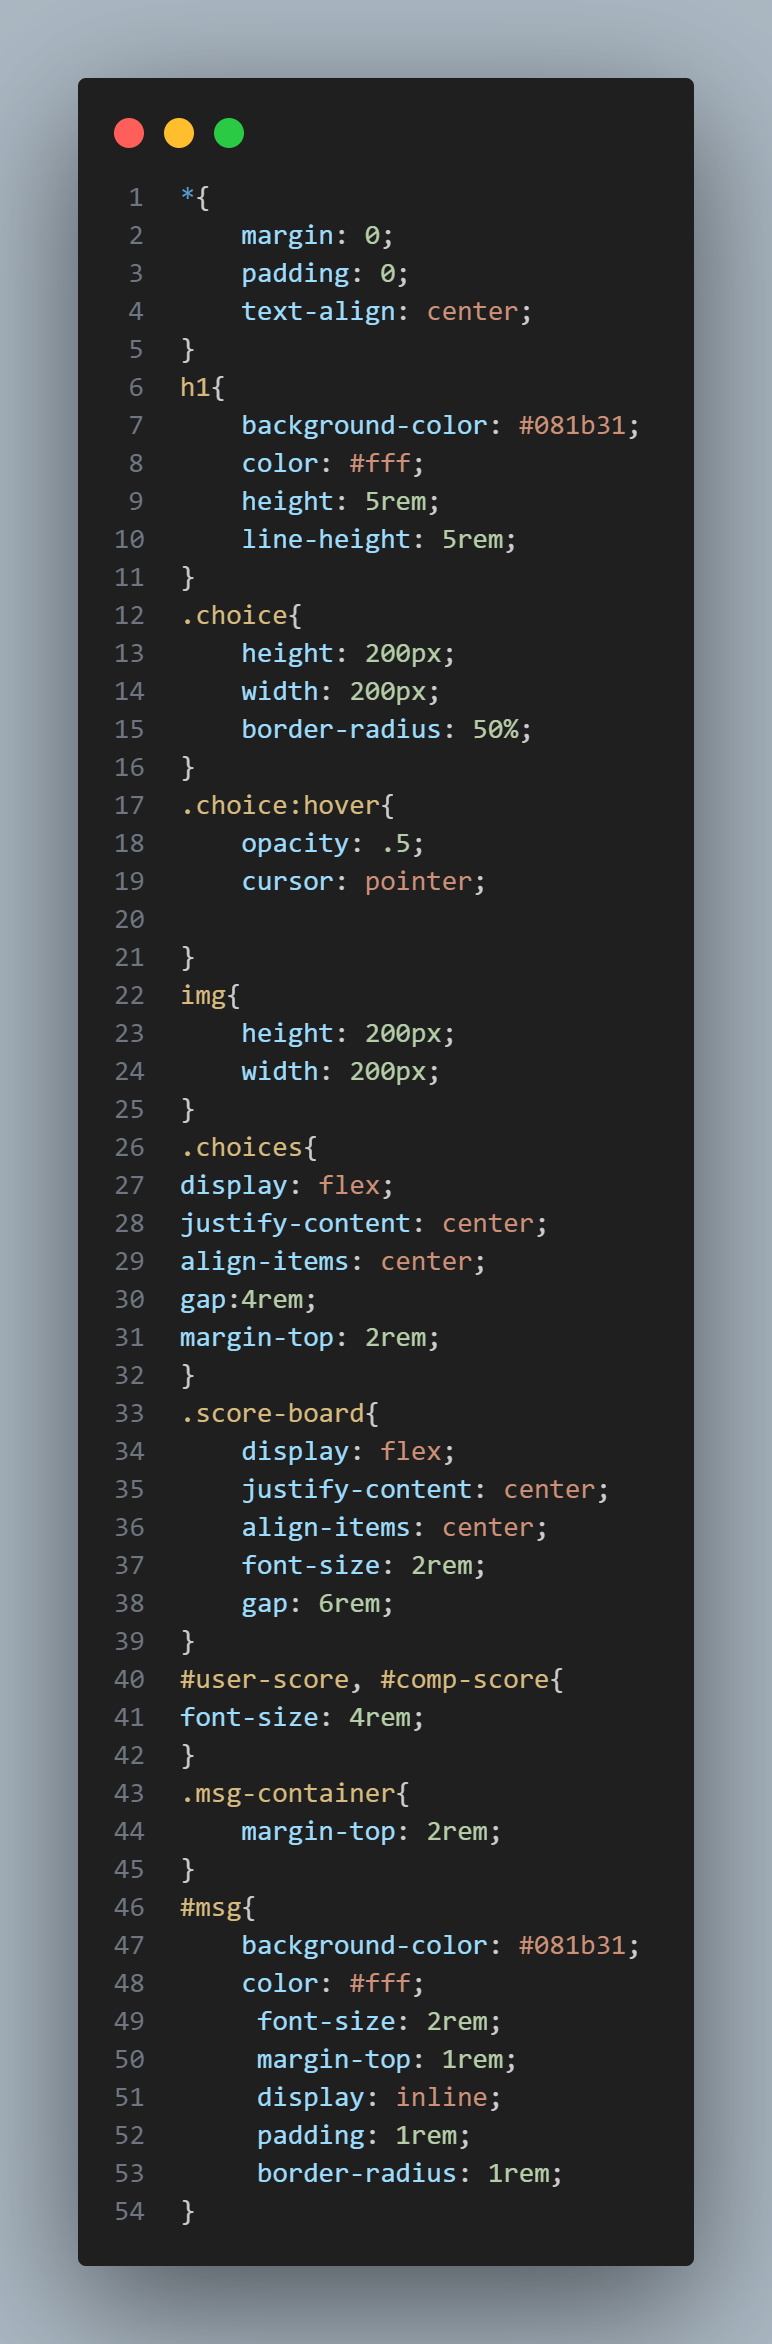 1 *{
2     margin: 0;
3     padding: 0;
4     text-align: center;
5 }
6 h1{
7     background-color: #081b31;
8     color: #fff;
9     height: 5rem;
10     line-height: 5rem;
11 }
12 .choice{
13     height: 200px;
14     width: 200px;
15     border-radius: 50%;
16 }
17 .choice:hover{
18     opacity: .5;
19     cursor: pointer;
20
21 }
22 img{
23     height: 200px;
24     width: 200px;
25 }
26 .choices{
27 display: flex;
28 justify-content: center;
29 align-items: center;
30 gap:4rem;
31 margin-top: 2rem;
32 }
33 .score-board{
34     display: flex;
35     justify-content: center;
36     align-items: center;
37     font-size: 2rem;
38     gap: 6rem;
39 }
40 #user-score, #comp-score{
41 font-size: 4rem;
42 }
43 .msg-container{
44     margin-top: 2rem;
45 }
46 #msg{
47     background-color: #081b31;
48     color: #fff;
49      font-size: 2rem;
50      margin-top: 1rem;
51      display: inline;
52      padding: 1rem;
53      border-radius: 1rem;
54 }